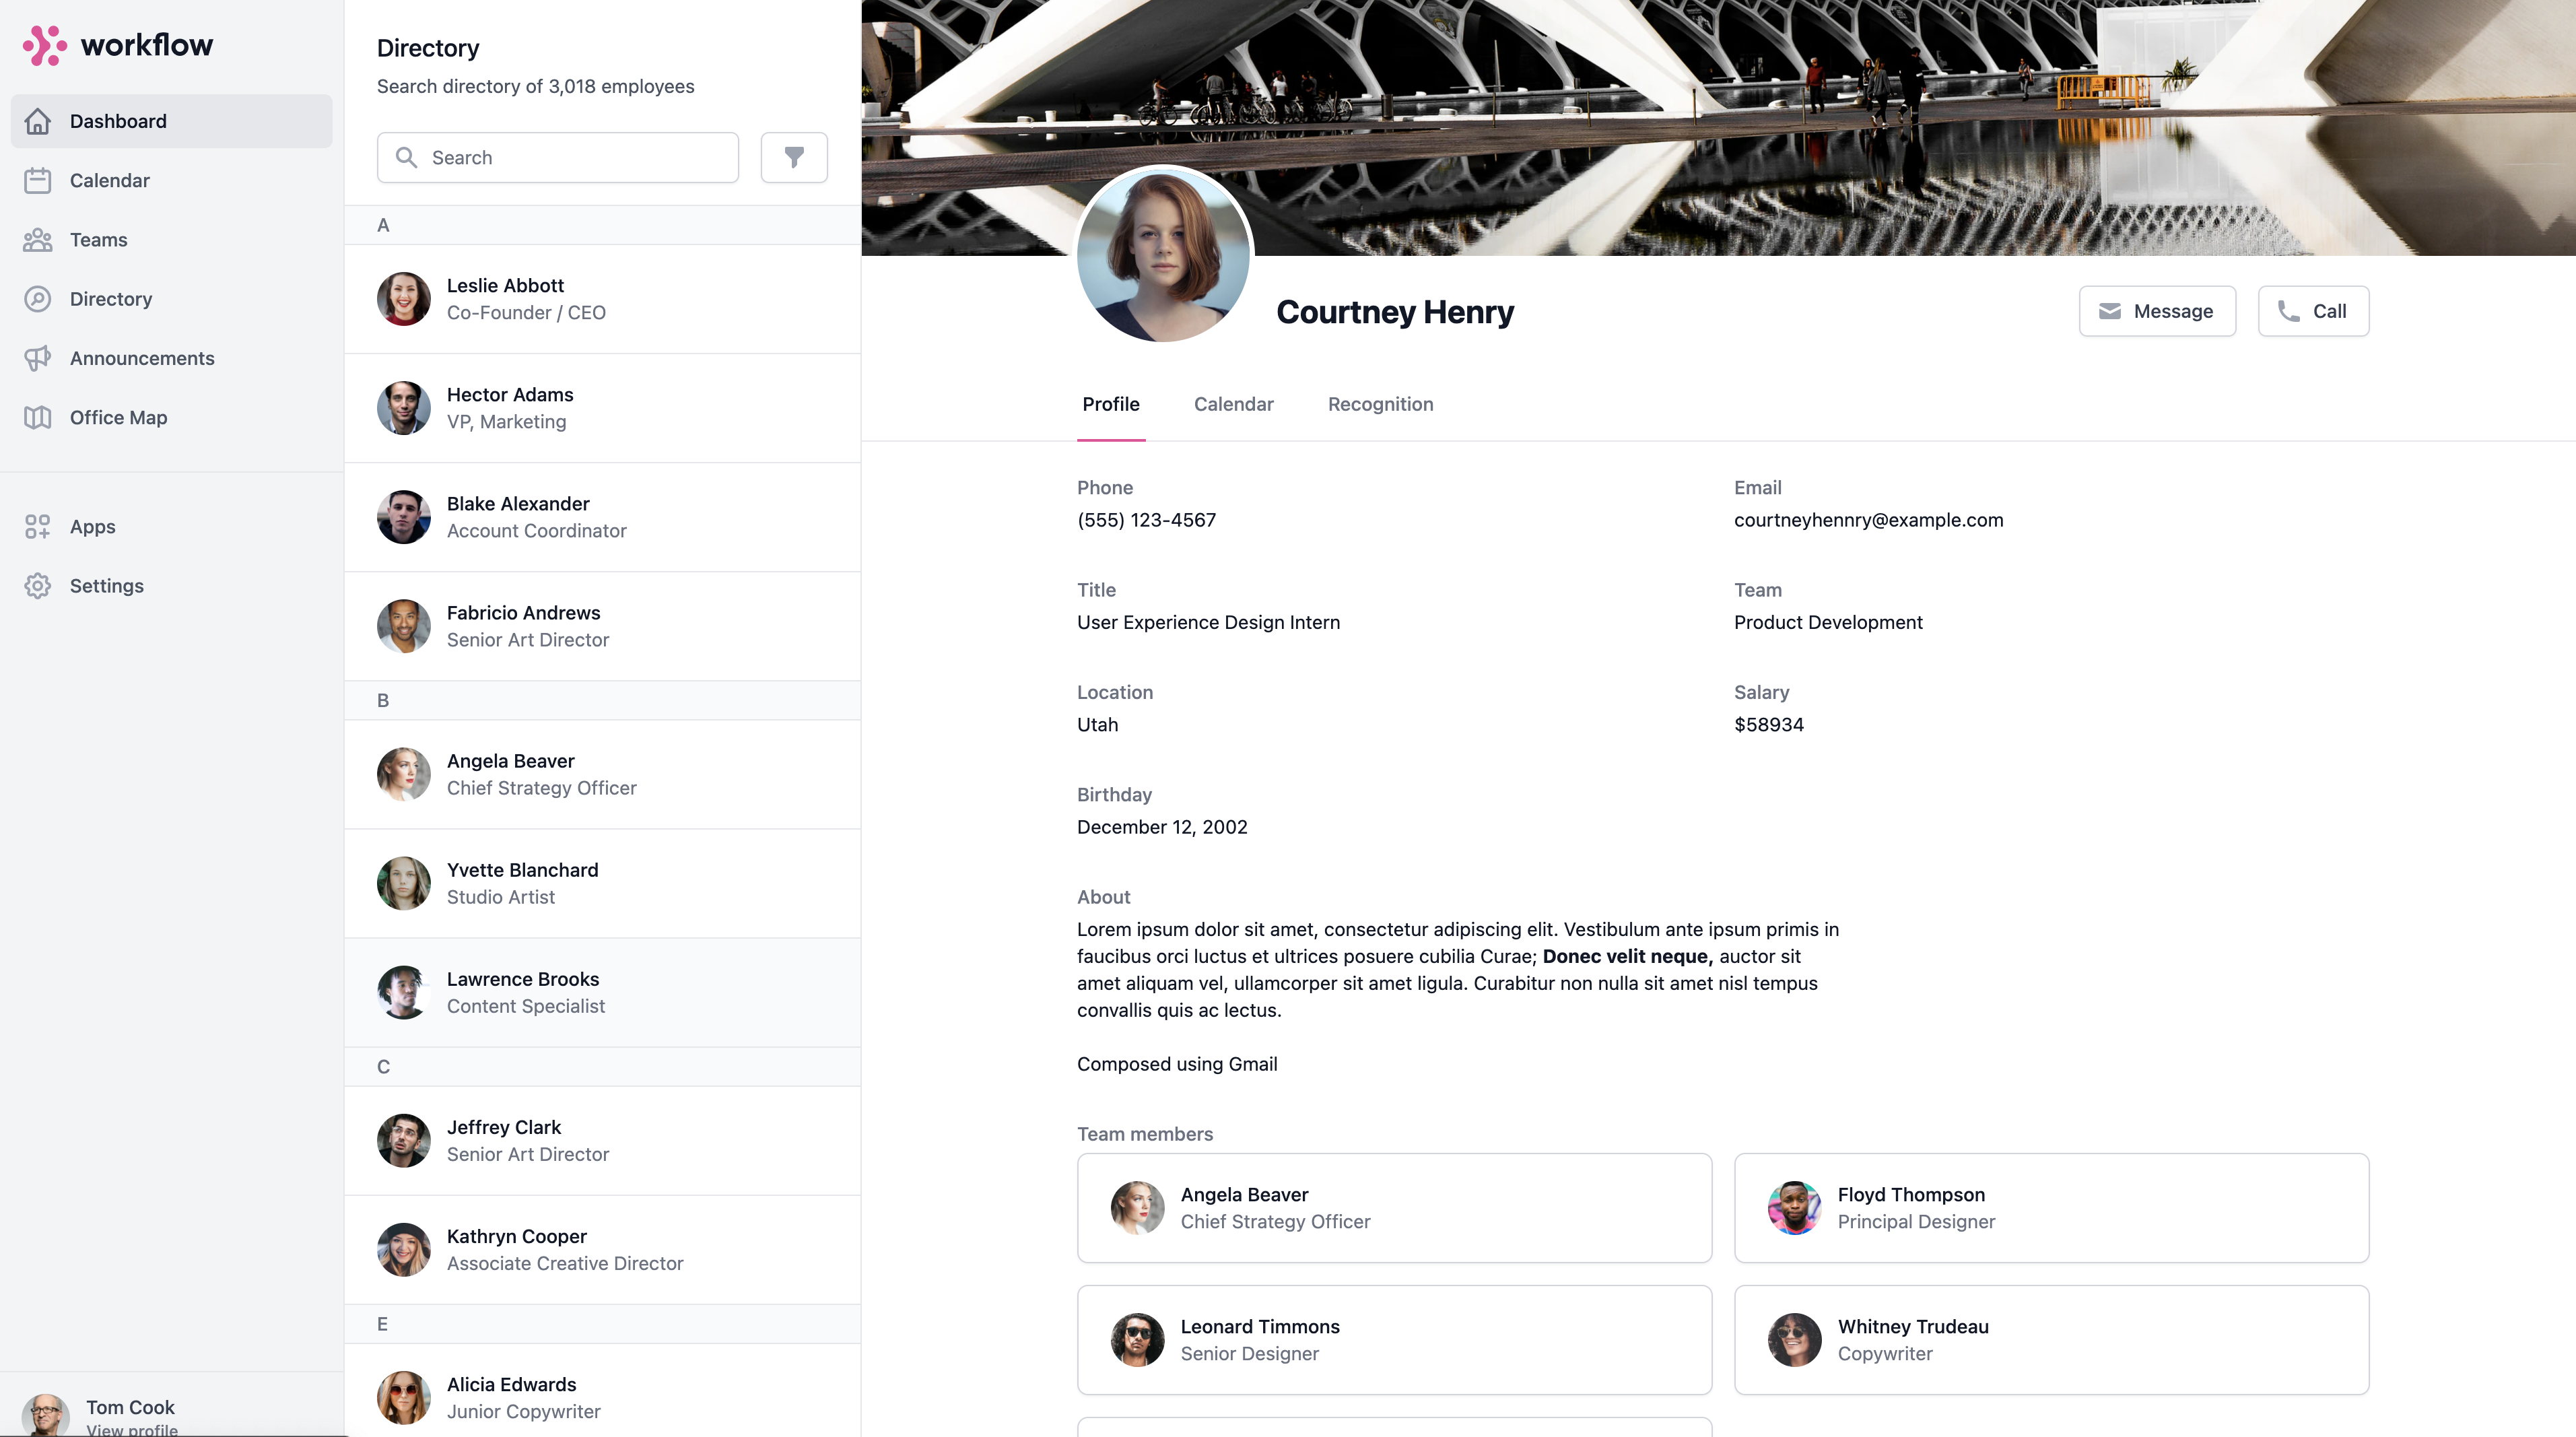 workflow
Dashboard
Calendar
Teams
Directory
Announcements
Office Map
Apps
Settings
Tom Cook
View profile
Directory
Search directory of 3,018 employees
Search
A
Leslie Abbott
Co-Founder / CEO
Hector Adams
VP, Marketing
Blake Alexander
Account Coordinator
Fabricio Andrews
Senior Art Director
B
Angela Beaver
Chief Strategy Officer
Yvette Blanchard
Studio Artist
Lawrence Brooks
Content Specialist
C
Jeffrey Clark
Senior Art Director
Kathryn Cooper
Associate Creative Director
E
Alicia Edwards
Junior Copywriter
Courtney Henry
Message
Call
Profile
Calendar
Recognition
Phone
(555) 123-4567
Email
courtneyhennry@example.com
Title
User Experience Design Intern
Team
Product Development
Location
Utah
Salary
$58934
Birthday
December 12, 2002
About
Lorem ipsum dolor sit amet, consectetur adipiscing elit. Vestibulum ante ipsum primis in
faucibus orci luctus et ultrices posuere cubilia Curae; Donec velit neque, auctor sit
amet aliquam vel, ullamcorper sit amet ligula. Curabitur non nulla sit amet nisl tempus
convallis quis ac lectus.
Composed using Gmail
Team members
Angela Beaver
Chief Strategy Officer
Floyd Thompson
Principal Designer
Leonard Timmons
Senior Designer
Whitney Trudeau
Copywriter